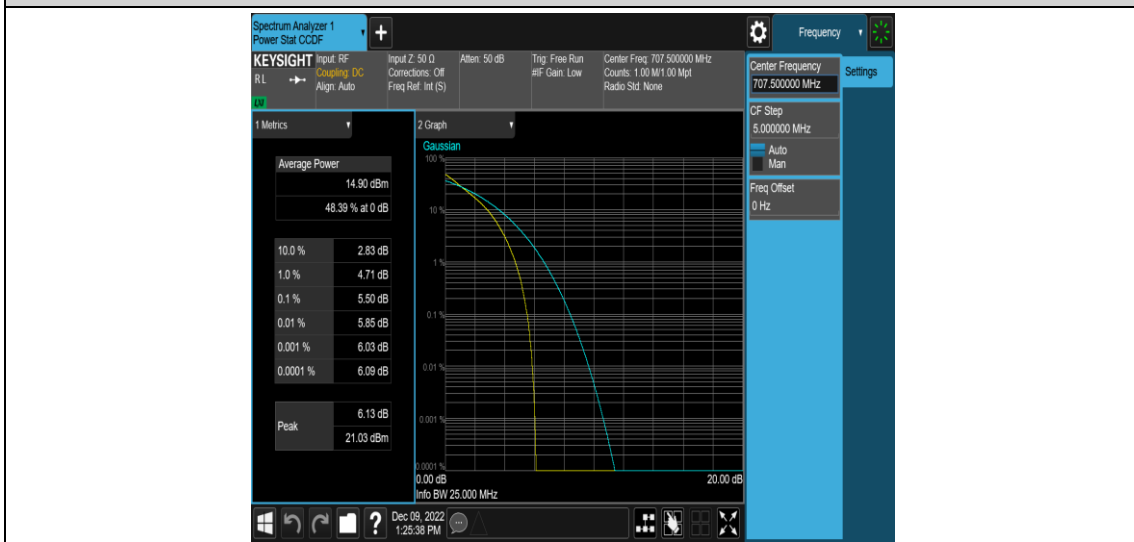 Spectrum Analyzer 1
Power Stat CCDF
+
Frequency
KEYSIGHT
RL
Input: RF
Coupling: DC
Align: Auto
Input Z: 50 Ω
Corrections: Off
Freq Ref: Int (S)
Atten: 50 dB
Trig: Free Run
#IF Gain: Low
Center Freq: 707.500000 MHz
Counts: 1.00 M/1.00 Mpt
Radio Std: None
Center Frequency
707.500000 MHz
Settings
CF Step
5.000000 MHz
Auto
Man
Freq Offset
0 Hz
1 Metrics
Average Power
14.90 dBm
48.39 % at 0 dB
10.0 % 2.83 dB
1.0 % 4.71 dB
0.1 % 5.50 dB
0.01 % 5.85 dB
0.001 % 6.03 dB
0.0001 % 6.09 dB
Peak
6.13 dB
21.03 dBm
2 Graph
Gaussian
100 %
10 %
1 %
0.1 %
0.01 %
0.001 %
0.0001 %
0.00 dB 20.00 dB
Info BW 25.000 MHz
?
Dec 09, 2022
1:25:38 PM